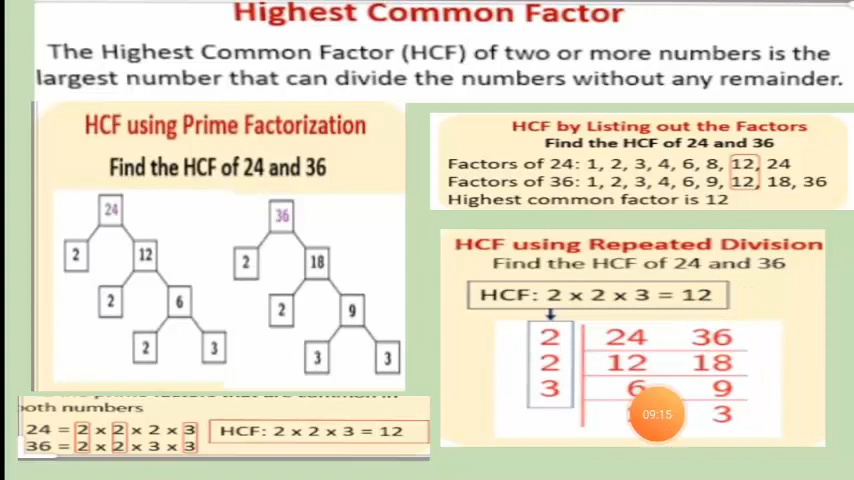 Highest Common Factor
The Highest Common Factor (HCF) of two or more numbers is the
largest number that can divide the numbers without any remainder.
HCF using Prime Factorization
Find the HCF of 24 and 36
24
2 12
2 6
2 3
36
2 18
2 9
3 3
both numbers
24 = 2 x 2 x 2 x 3
36 = 2 x 2 x 3 x 3
HCF: 2 x 2 x 3 = 12
HCF by Listing out the Factors
Find the HCF of 24 and 36
Factors of 24: 1, 2, 3, 4, 6, 8, 12, 24
Factors of 36: 1, 2, 3, 4, 6, 9, 12, 18, 36
Highest common factor is 12
HCF using Repeated Division
Find the HCF of 24 and 36
HCF: 2 x 2 x 3 = 12
2 24 36
2 12 18
3 6 9
3
09:15